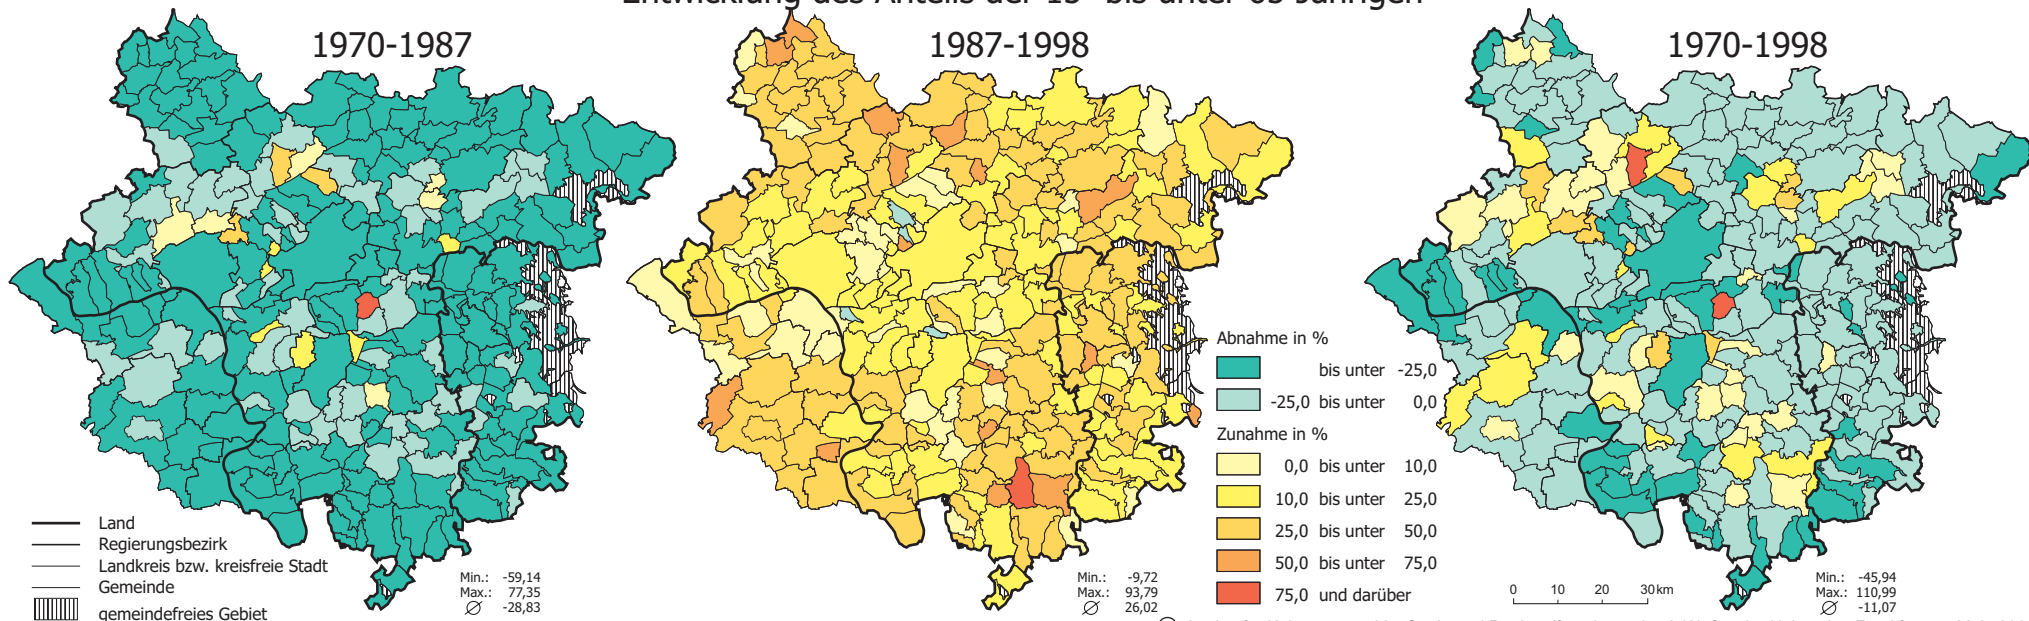 Entwicklung des Anteils der
1970-1987
1987-1998
1970-1998
Abnahme in %
bis unter -25,0
-25,0 bis unter 0,0
Zunahme in %
0,0 bis unter 10,0
10,0 bis unter 25,0
25,0 bis unter 50,0
50,0 bis unter 75,0
75,0 und darüber
Land
Regierungsbezirk
Landkreis bzw. kreisfreie Stadt
Gemeinde
gemeindefreies Gebiet
Min.: -59,14
Max.: 77,35
Ø -28,83
Min.: -9,72
Max.: 93,79
Ø 26,02
0 10 20 30 km
Min.: -45,94
Max.: 110,99
Ø -11,07